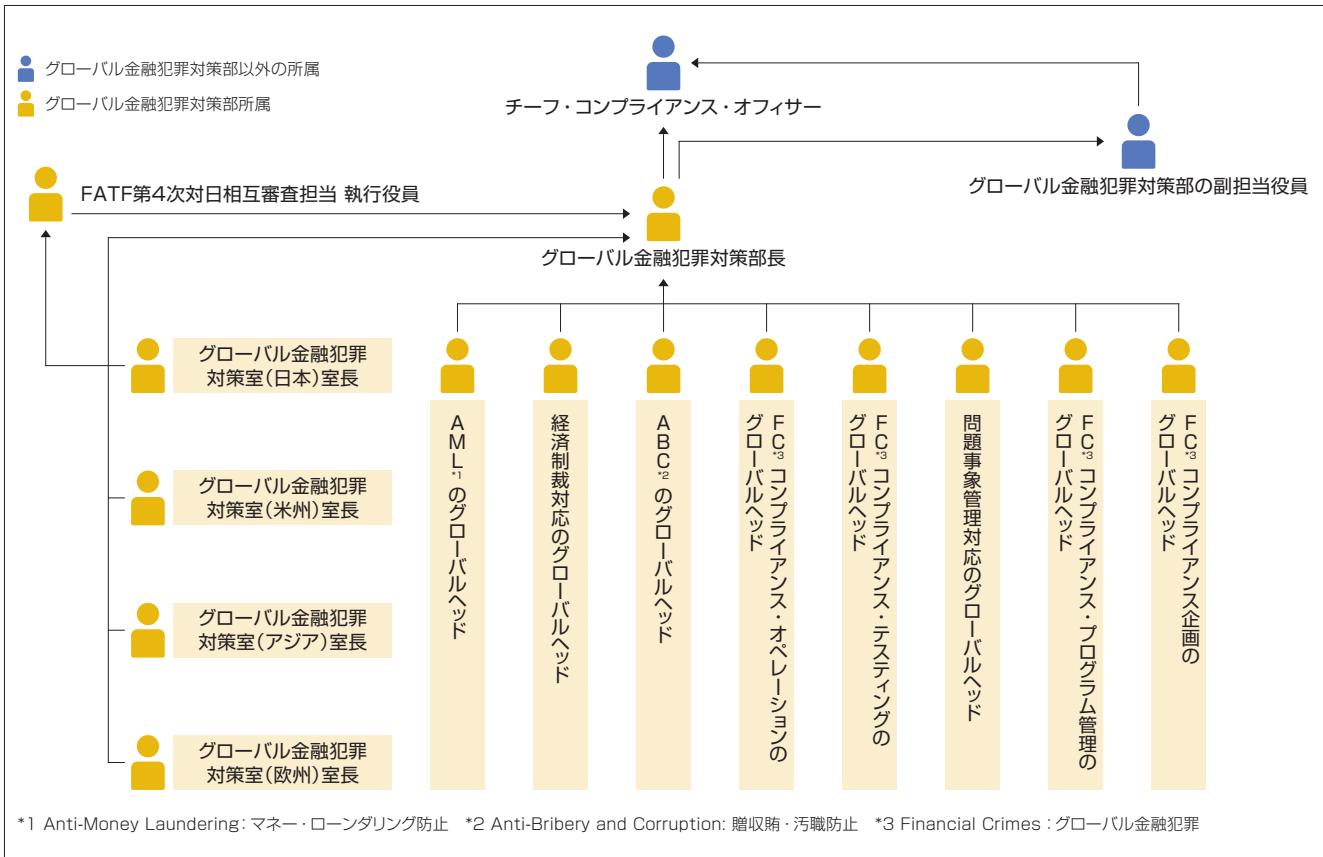 グローバル金融犯罪対策部以外の所属
グローバル金融犯罪対策部所属
チーフ・コンプライアンス・オフィサー
グローバル金融犯罪対策部の副担当役員
FATF第4次対日相互審査担当 執行役員
グローバル金融犯罪対策部長
グローバル金融犯罪
対策室(日本)室長
グローバル金融犯罪
対策室(米州)室長
グローバル金融犯罪
対策室(アジア)室長
グローバル金融犯罪
対策室(欧州)室長
AML*1のグローバルヘッド
経済制裁対応のグローバルヘッド
ABC*2のグローバルヘッド
FC*3コンプライアンス・オペレーションの
グローバルヘッド
FC*3コンプライアンス・テスティングの
グローバルヘッド
問題事象管理対応のグローバルヘッド
FC*3コンプライアンス・プログラム管理の
グローバルヘッド
FC*3コンプライアンス企画の
グローバルヘッド
*1 Anti-Money Laundering:マネー・ローンダリング防止 *2 Anti-Bribery and Corruption: 贈収賄・汚職防止 *3 Financial Crimes:グローバル金融犯罪